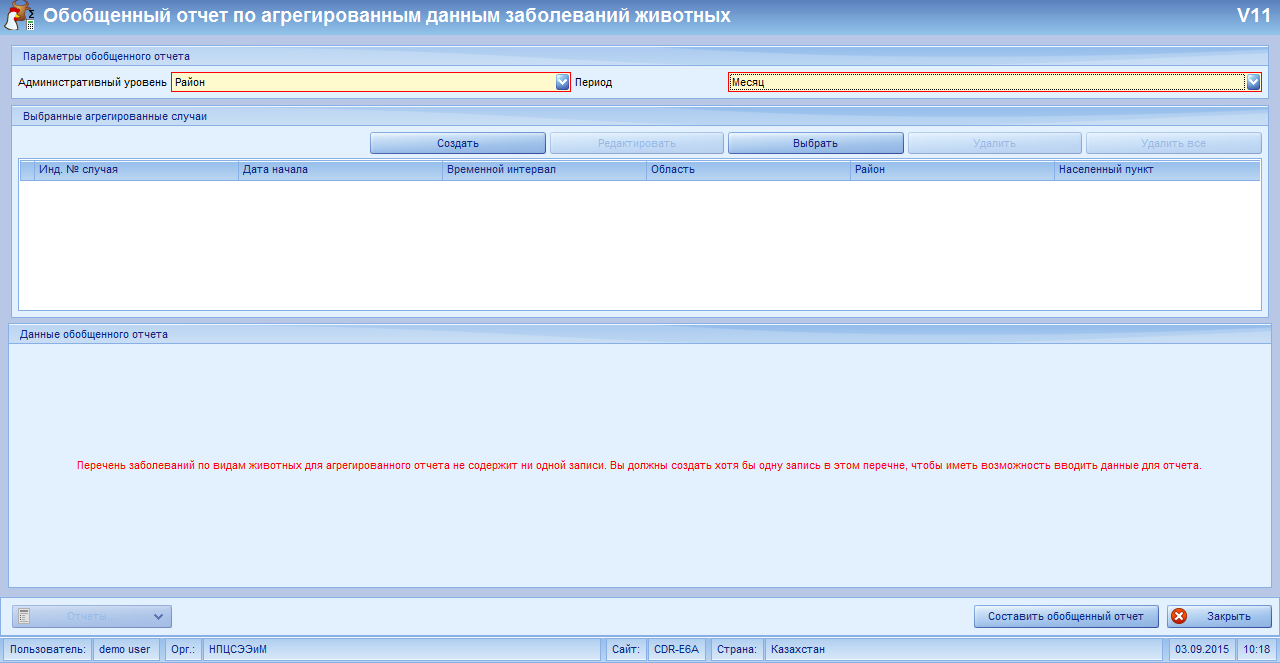 Обобщенный отчет по агрегированным данным заболеваний животных V11
Параметры обобщенного отчета
Административный уровень Район Период Месяц
Выбранные агрегированные случаи
Создать Редактировать Выбрать Удалить Удалить все
Инд. № случая Дата начала Временной интервал Область Район Населенный пункт
Данные обобщенного отчета
Перечень заболеваний по видам животных для агрегированного отчета не содержит ни одной записи. Вы должны создать хотя бы одну запись в этом перечне, чтобы иметь возможность вводить данные для отчета.
Отчеты... Составить обобщенный отчет Закрыть
Пользователь: demo user Орг.: НПЦСЭЭиМ Сайт: CDR-E6A Страна: Казахстан 03.09.2015 10:18